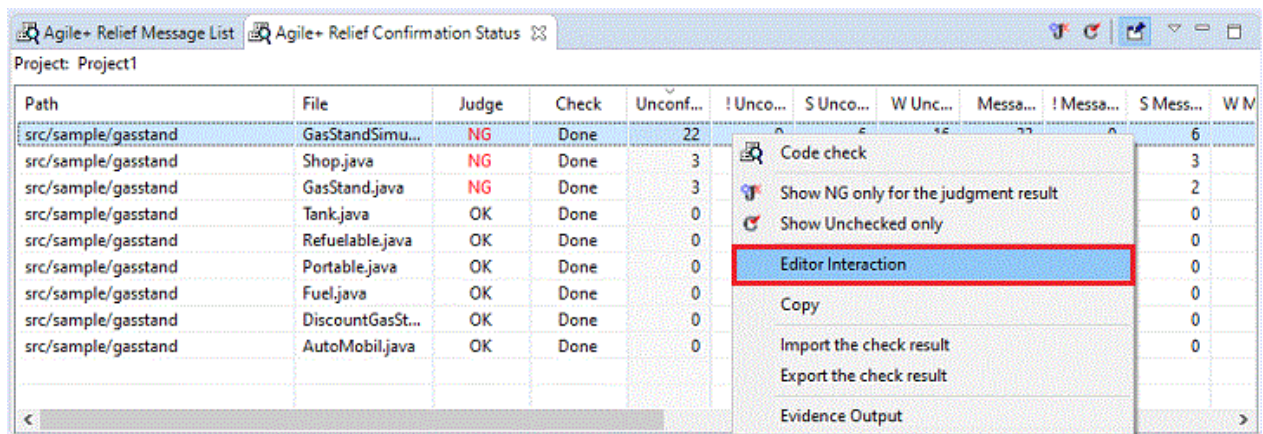 Agile+ Relief Message List Agile+ Relief Confirmation Status
Project: Project1
Path File Judge Check Unconf... ! Unco... S Unco... W Unc... Messa... ! Messa... S Mess... W M
src/sample/gasstand GasStandSimu... NG Done 22 0 6 16 22 0 6
Code check
src/sample/gasstand Shop.java NG Done 3 3
src/sample/gasstand GasStand.java NG Done 3 2
Show NG only for the judgment result
src/sample/gasstand Tank.java OK Done 0 0
Show Unchecked only
src/sample/gasstand Refuelable.java OK Done 0 0
src/sample/gasstand Portable.java OK Done 0 0
Editor Interaction
src/sample/gasstand Fuel.java OK Done 0 0
Copy
src/sample/gasstand DiscountGasSt... OK Done 0 0
src/sample/gasstand AutoMobil.java OK Done 0 0
Import the check result
Export the check result
Evidence Output